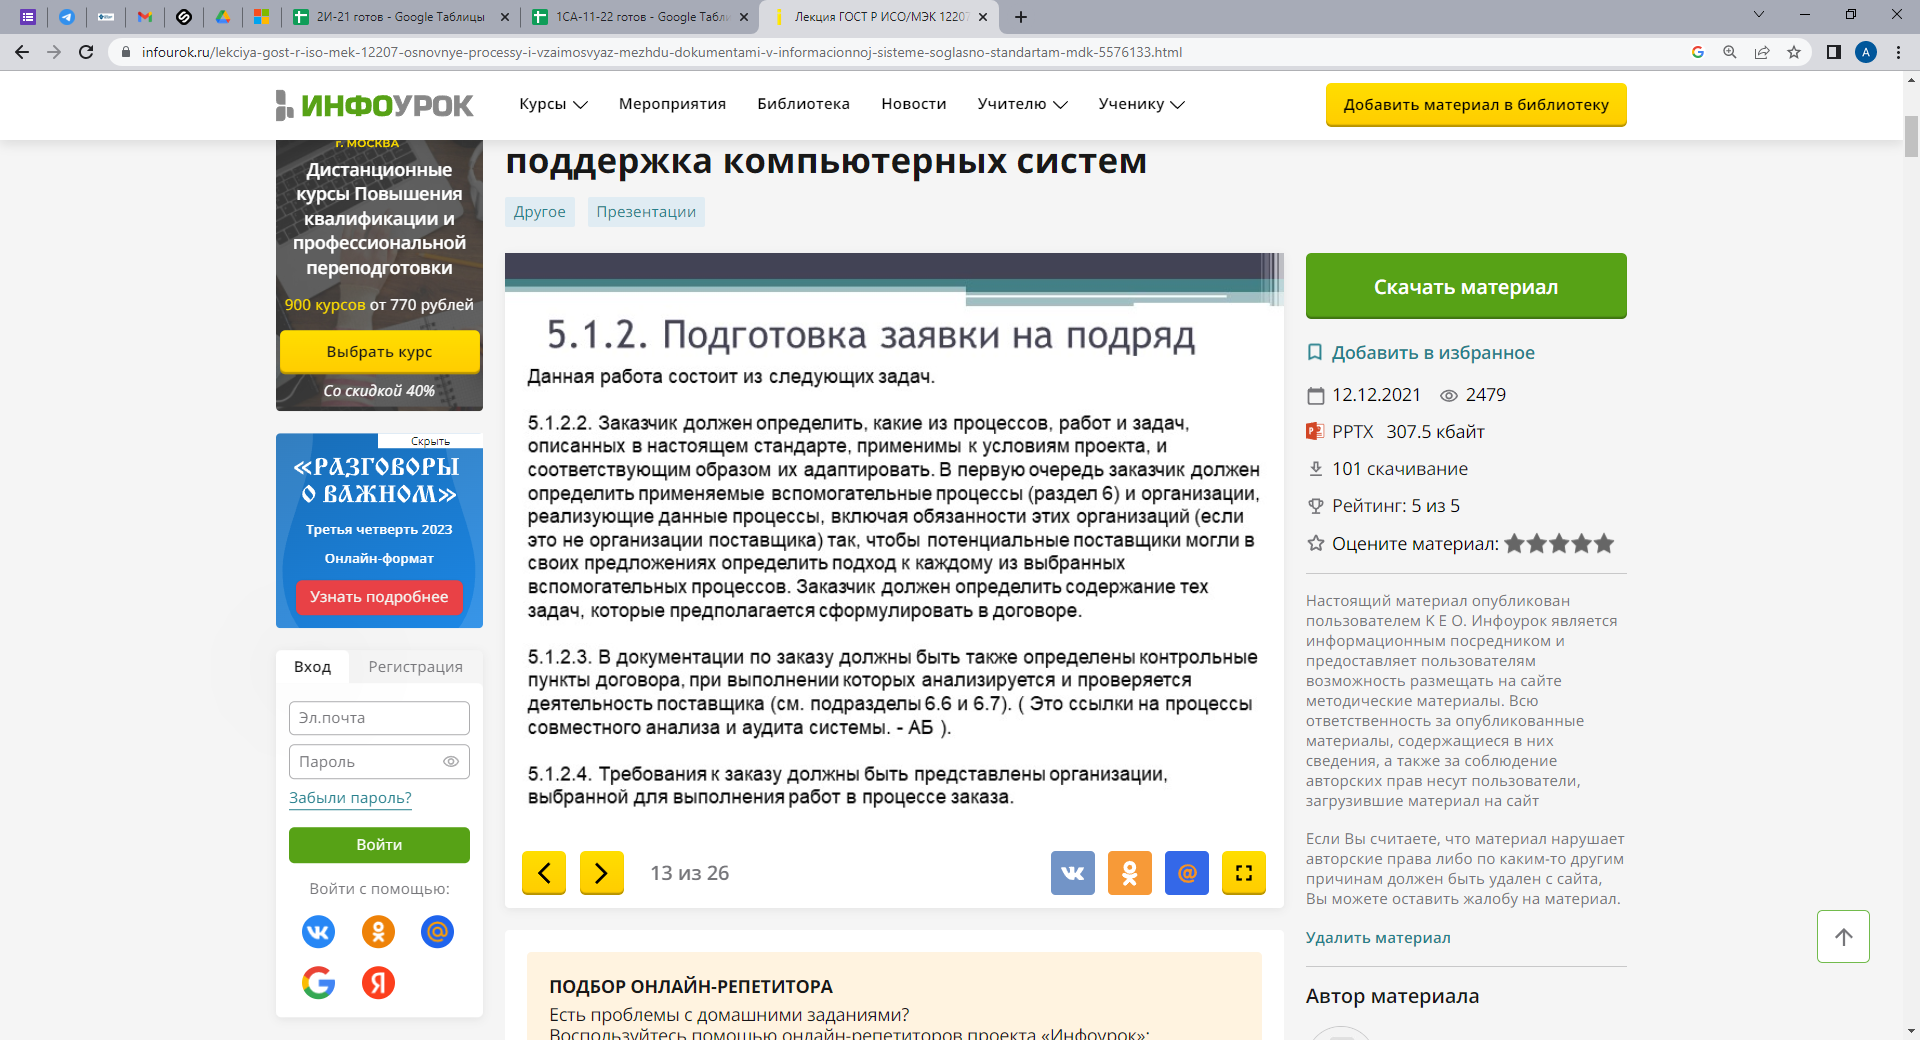 2И-21 готов - Google Таблицы
1СА-11-22 готов - Google Табли
Лекция ГОСТ Р ИСО/МЭК 12207
infourok.ru/lekciya-gost-r-iso-mek-12207-osnovnye-processy-i-vzaimosvyaz-mezhdu-dokumentami-v-informacionnoj-sisteme-soglasno-standartam-mdk-5576133.html
A
ИНФОУРОК
Курсы
Мероприятия
Библиотека
Новости
Учителю
Ученику
Добавить материал в библиотеку
г. МОСКВА
Дистанционные
курсы Повышения
квалификации и
профессиональной
переподготовки
900 курсов от 770 рублей
Выбрать курс
Со скидкой 40%
Скрыть
«РАЗГОВОРЫ
О ВАЖНОМ»
Третья четверть 2023
Онлайн-формат
Узнать подробнее
Вход
Регистрация
Эл.почта
Пароль
Забыли пароль?
Войти
Войти с помощью:
поддержка компьютерных систем
Другое
Презентации
5.1.2. Подготовка заявки на подряд
Данная работа состоит из следующих задач.
5.1.2.2. Заказчик должен определить, какие из процессов, работ и задач,
описанных в настоящем стандарте, применимы к условиям проекта, и
соответствующим образом их адаптировать. В первую очередь заказчик должен
определить применяемые вспомогательные процессы (раздел 6) и организации,
реализующие данные процессы, включая обязанности этих организаций (если
это не организации поставщика) так, чтобы потенциальные поставщики могли в
своих предложениях определить подход к каждому из выбранных
вспомогательных процессов. Заказчик должен определить содержание тех
задач, которые предполагается сформулировать в договоре.
5.1.2.3. В документации по заказу должны быть также определены контрольные
пункты договора, при выполнении которых анализируется и проверяется
деятельность поставщика (см. подразделы 6.6 и 6.7). ( Это ссылки на процессы
совместного анализа и аудита системы. - АБ ).
5.1.2.4. Требования к заказу должны быть представлены организации,
выбранной для выполнения работ в процессе заказа.
13 из 26
ПОДБОР ОНЛАЙН-РЕПЕТИТОРА
Есть проблемы с домашними заданиями?
Воспользуйтесь помощью онлайн-репетиторов проекта «Инфоурок»:
Скачать материал
Добавить в избранное
12.12.2021 2479
PPTX 307.5 кбайт
101 скачивание
Рейтинг: 5 из 5
Оцените материал:
Настоящий материал опубликован
пользователем К Е О. Инфоурок является
информационным посредником и
предоставляет пользователям
возможность размещать на сайте
методические материалы. Всю
ответственность за опубликованные
материалы, содержащиеся в них
сведения, а также за соблюдение
авторских прав несут пользователи,
загрузившие материал на сайт
Если Вы считаете, что материал нарушает
авторские права либо по каким-то другим
причинам должен быть удален с сайта,
Вы можете оставить жалобу на материал.
Удалить материал
Автор материала